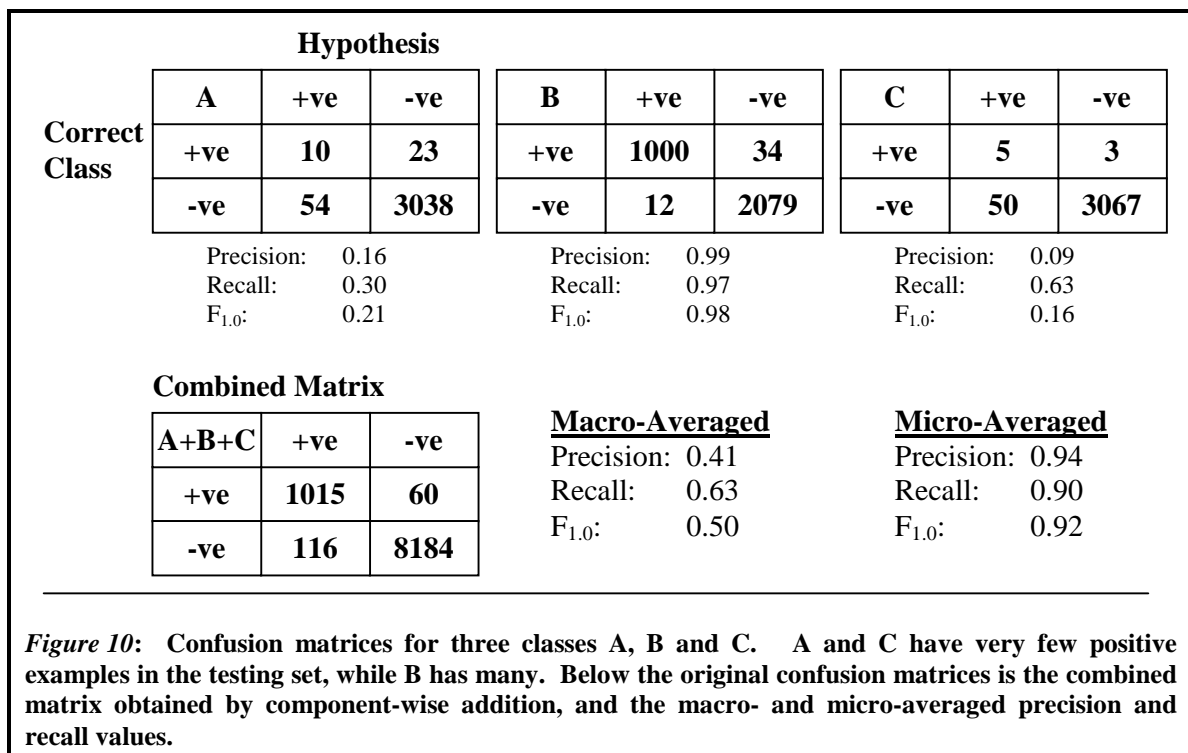 Hypothesis
Correct Class
A +ve -ve
+ve 10 23
-ve 54 3038
Precision: 0.16
Recall: 0.30
F1.0: 0.21
B +ve -ve
+ve 1000 34
-ve 12 2079
Precision: 0.99
Recall: 0.97
F1.0: 0.98
C +ve -ve
+ve 5 3
-ve 50 3067
Precision: 0.09
Recall: 0.63
F1.0: 0.16
Combined Matrix
A+B+C +ve -ve
+ve 1015 60
-ve 116 8184
Macro-Averaged
Precision: 0.41
Recall: 0.63
F1.0: 0.50
Micro-Averaged
Precision: 0.94
Recall: 0.90
F1.0: 0.92
Figure 10: Confusion matrices for three classes A, B and C. A and C have very few positive
examples in the testing set, while B has many. Below the original confusion matrices is the combined
matrix obtained by component-wise addition, and the macro- and micro-averaged precision and
recall values.